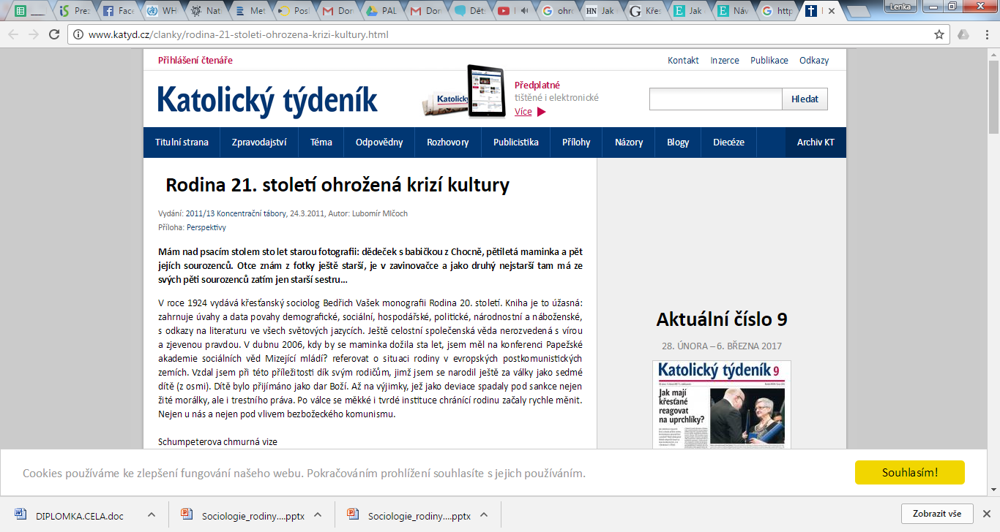 Prez
Face
WH
Nati
Met
Posl
Dor
PAL
Dor
Děts
ohro
HN
Jak
Křes
Jak
Náv
http
Lenka
www.katyd.cz/clanky/rodina-21-stoleti-ohrozena-krizi-kultury.html
Přihlášení čtenáře
Kontakt Inzerce Publikace Odkazy
Katolický týdeník
Katolický
Předplatné
tištěné i elektronické
Více
Hledat
Titulní strana Zpravodajství Téma Odpovědny Rozhovory Publicistika Přílohy Názory Blogy Diecéze Archiv KT
Rodina 21. století ohrožená krizí kultury
Vydání: 2011/13 Koncentrační tábory, 24.3.2011, Autor: Lubomír Mlčoch
Příloha: Perspektivy
Mám nad psacím stolem sto let starou fotografii: dědeček s babičkou z Chocně, pětiletá maminka a pět
jejích sourozenců. Otce znám z fotky ještě starší, je v zavinovačce a jako druhý nejstarší tam má ze
svých pěti sourozenců zatím jen starší sestru…
V roce 1924 vydává křesťanský sociolog Bedřich Vašek monografii Rodina 20. století. Kniha je to úžasná:
zahrnuje úvahy a data povahy demografické, sociální, hospodářské, politické, národnostní a náboženské,
s odkazy na literaturu ve všech světových jazycích. Ještě celostní společenská věda nerozvedená s vírou
a zjevenou pravdou. V dubnu 2006, kdy by se maminka dožila sta let, jsem měl na konferenci Papežské
akademie sociálních věd Mizející mládí? referovat o situaci rodiny v evropských postkomunistických
zemích. Vzdal jsem při této příležitosti dík svým rodičům, jimž jsem se narodil ještě za války jako sedmé
dítě (z osmi). Dítě bylo přijímáno jako dar Boží. Až na výjimky, jež jako deviace spadaly pod sankce nejen
žité morálky, ale i trestního práva. Po válce se měkké i tvrdé instituce chránící rodinu začaly rychle měnit.
Nejen u nás a nejen pod vlivem bezbožeckého komunismu.
Schumpeterova chmurná vize
Aktuální číslo 9
28. ÚNORA – 6. BŘEZNA 2017
Katolický týdeník 9
Jak mají
křesťané
reagovat
na uprchlíky?
Cookies používáme ke zlepšení fungování našeho webu. Pokračováním prohlížení souhlasíte s jejich používáním.
Souhlasím!
DIPLOMKA.CELA.doc
Sociologie_rodiny....pptx
Sociologie_rodiny....pptx
Zobrazit vše